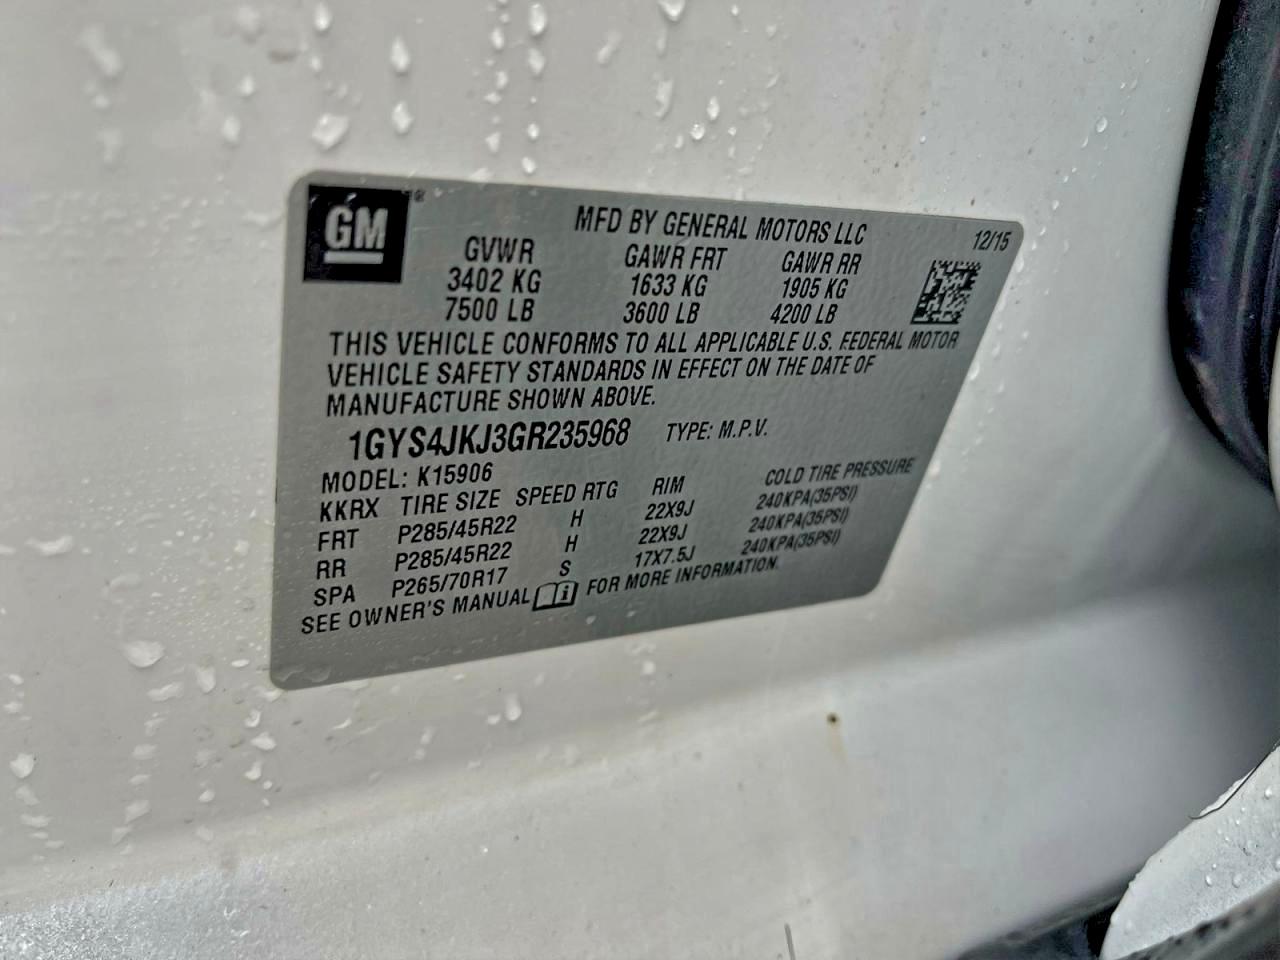 GM ®
MFD BY GENERAL MOTORS LLC 12/15
GVWR GAWR FRT GAWR RR
3402 KG 1633 KG 1905 KG
7500 LB 3600 LB 4200 LB
THIS VEHICLE CONFORMS TO ALL APPLICABLE U.S. FEDERAL MOTOR
VEHICLE SAFETY STANDARDS IN EFFECT ON THE DATE OF
MANUFACTURE SHOWN ABOVE.
1GYS4JKJ3GR235968 TYPE: M.P.V.
MODEL: K15906
KKRX TIRE SIZE SPEED RTG RIM COLD TIRE PRESSURE
FRT P285/45R22 H 22X9J 240KPA(35PSI)
RR P285/45R22 H 22X9J 240KPA(35PSI)
SPA P265/70R17 S 17X7.5J 240KPA(35PSI)
SEE OWNER'S MANUAL i FOR MORE INFORMATION.